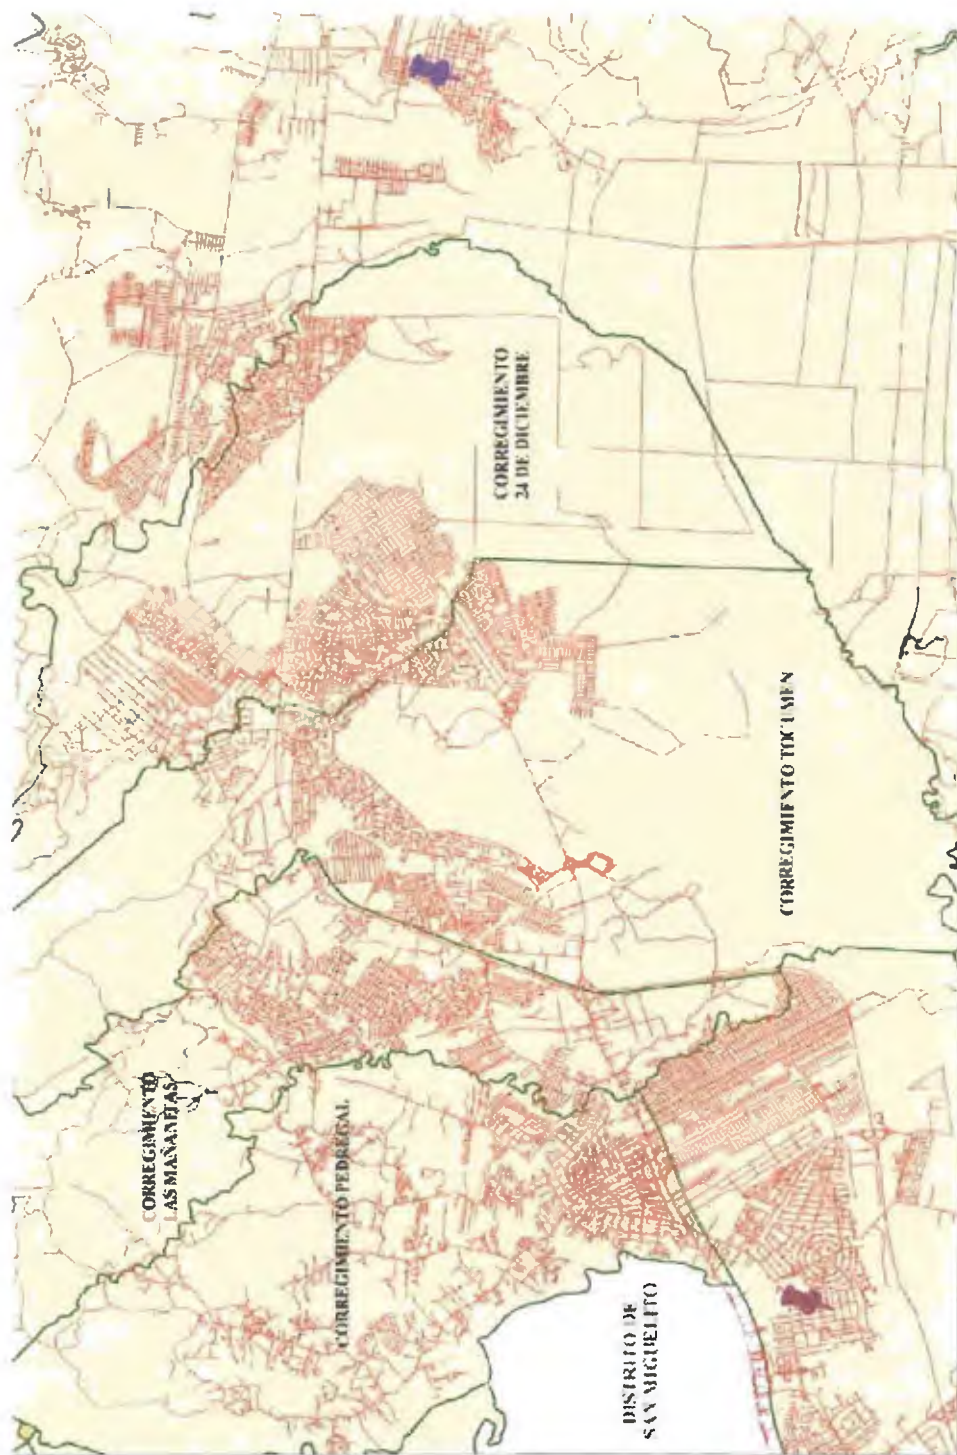 CORREGIMIENTO
LAS MAÑANITAS
CORREGIMIENTO PEDREGAL
DISTRITO DE
SAN MIGUELITO
CORREGIMIENTO
24 DE DICIEMBRE
CORREGIMIENTO TOCUMEN